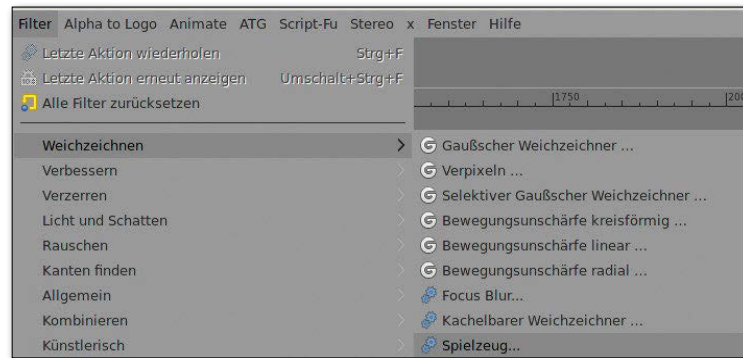 Filter Alpha to Logo Animate ATG Script-Fu Stereo x Fenster Hilfe
Letzte Aktion wiederholen Strg+F
Letzte Aktion erneut anzeigen Umschalt+Strg+F
Alle Filter zurücksetzen
1750
Weichzeichnen
Verbessern
Verzerren
Licht und Schatten
Rauschen
Kanten finden
Allgemein
Kombinieren
Künstlerisch
Gaußscher Weichzeichner ...
Verpixeln ...
Selektiver Gaußscher Weichzeichner ...
Bewegungsunschärfe kreisförmig ...
Bewegungsunschärfe linear ...
Bewegungsunschärfe radial ...
Focus Blur...
Kachelbarer Weichzeichner ...
Spielzeug...